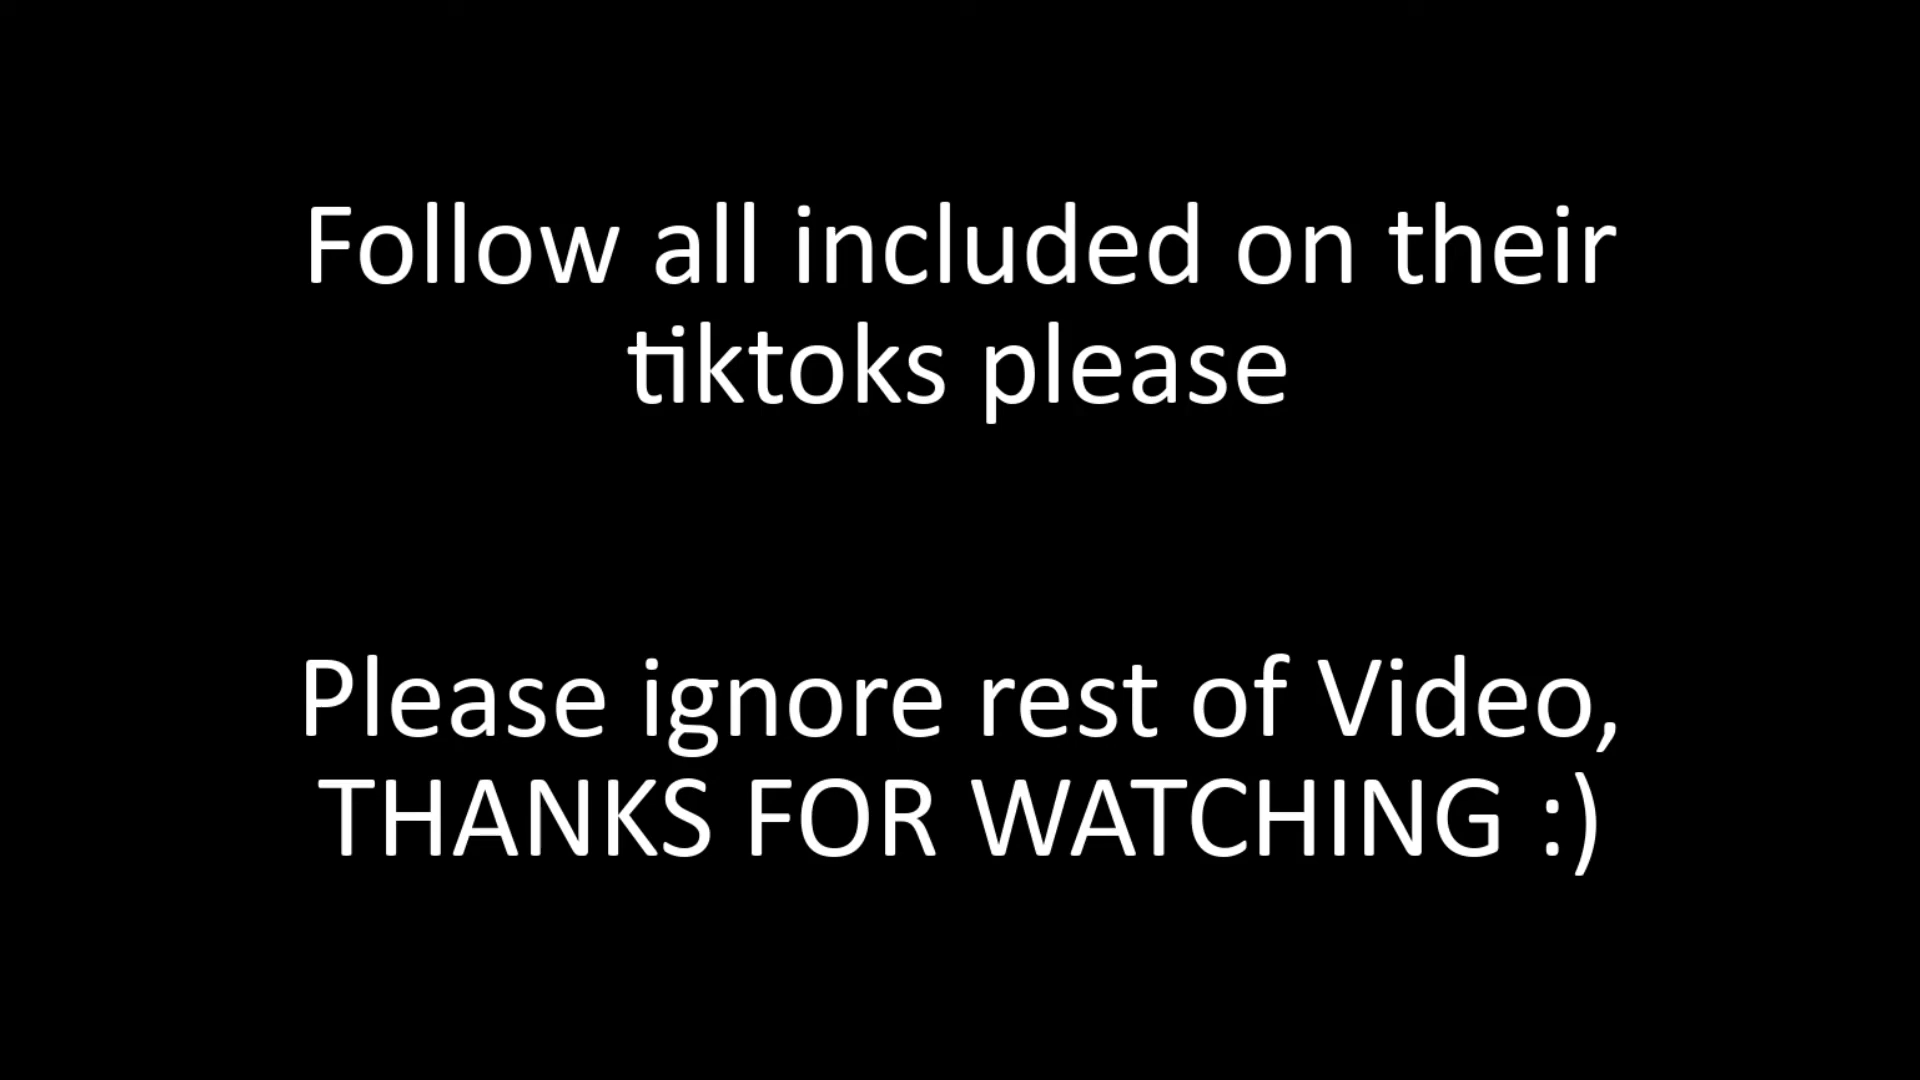 Follow all included on their
tiktoks please
Please ignore rest of Video,
THANKS FOR WATCHING :)